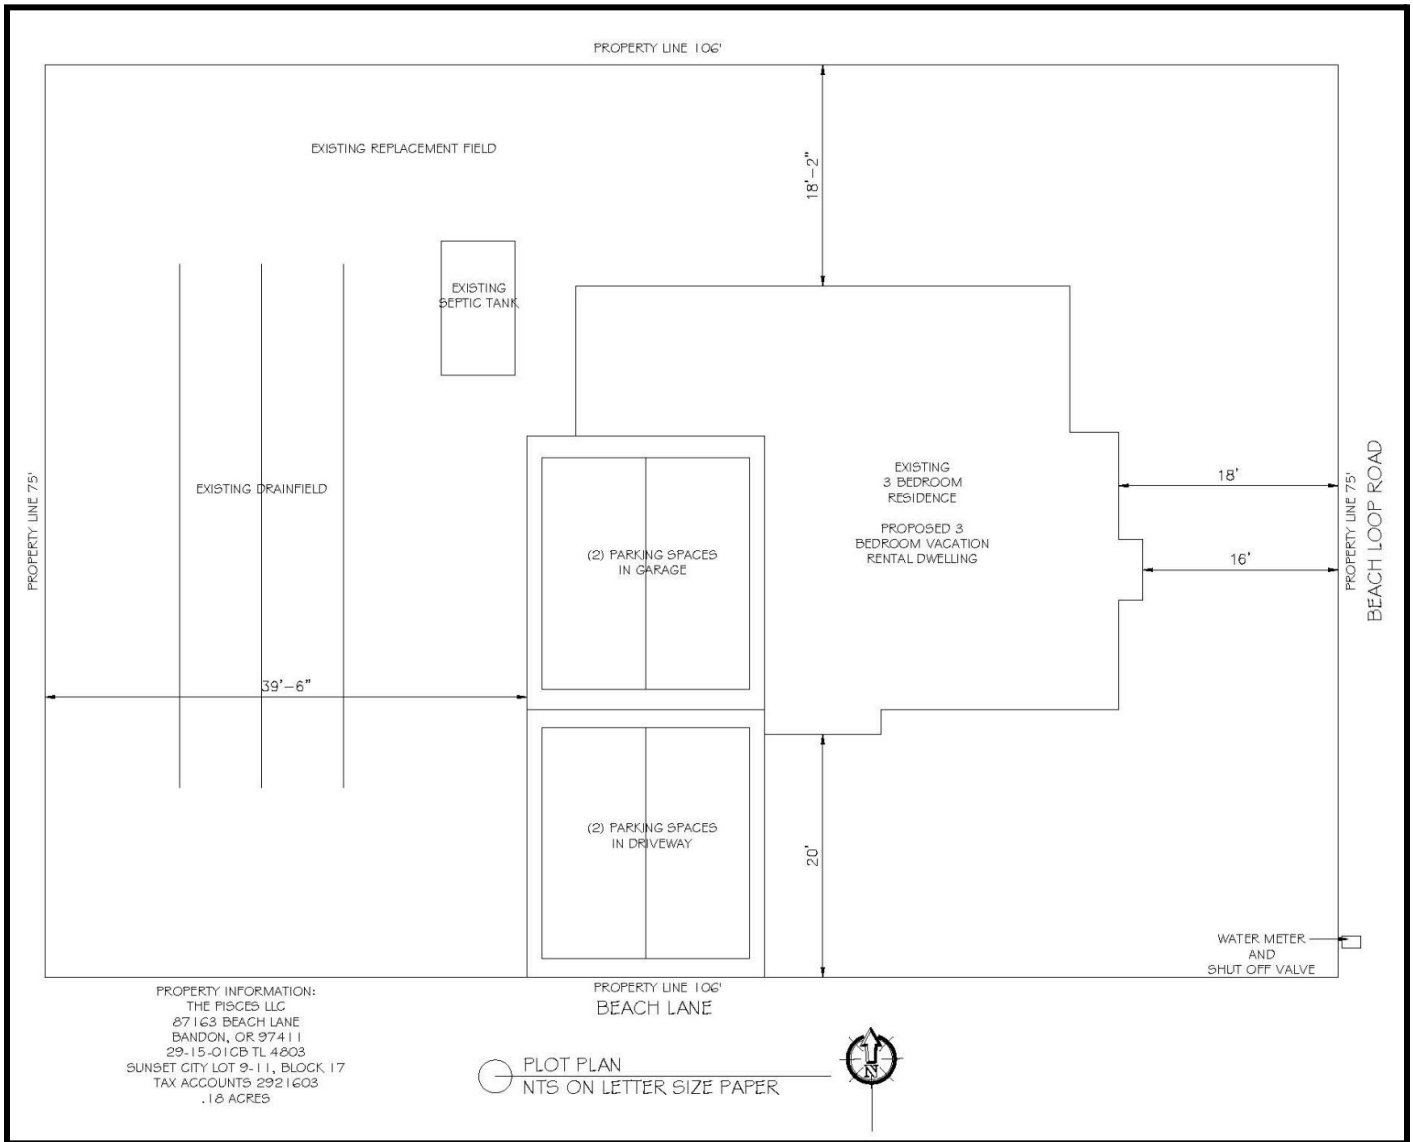 PROPERTY LINE 106'
18'-2"
EXISTING REPLACEMENT FIELD
EXISTING
SEPTIC TANK
EXISTING DRAINFIELD
PROPERTY LINE 75'
39'-6"
(2) PARKING SPACES
IN GARAGE
EXISTING
3 BEDROOM
RESIDENCE
PROPOSED 3
BEDROOM VACATION
RENTAL DWELLING
18'
16'
PROPERTY LINE 75'
BEACH LOOP ROAD
(2) PARKING SPACES
IN DRIVEWAY
20'
WATER METER
AND
SHUT OFF VALVE
PROPERTY LINE 106'
BEACH LANE
PROPERTY INFORMATION:
THE PISCES LLC
87163 BEACH LANE
BANDON, OR 97411
29-15-01CB TL 4803
SUNSET CITY LOT 9-11, BLOCK 17
TAX ACCOUNTS 2921603
.18 ACRES
PLOT PLAN
NTS ON LETTER SIZE PAPER
N